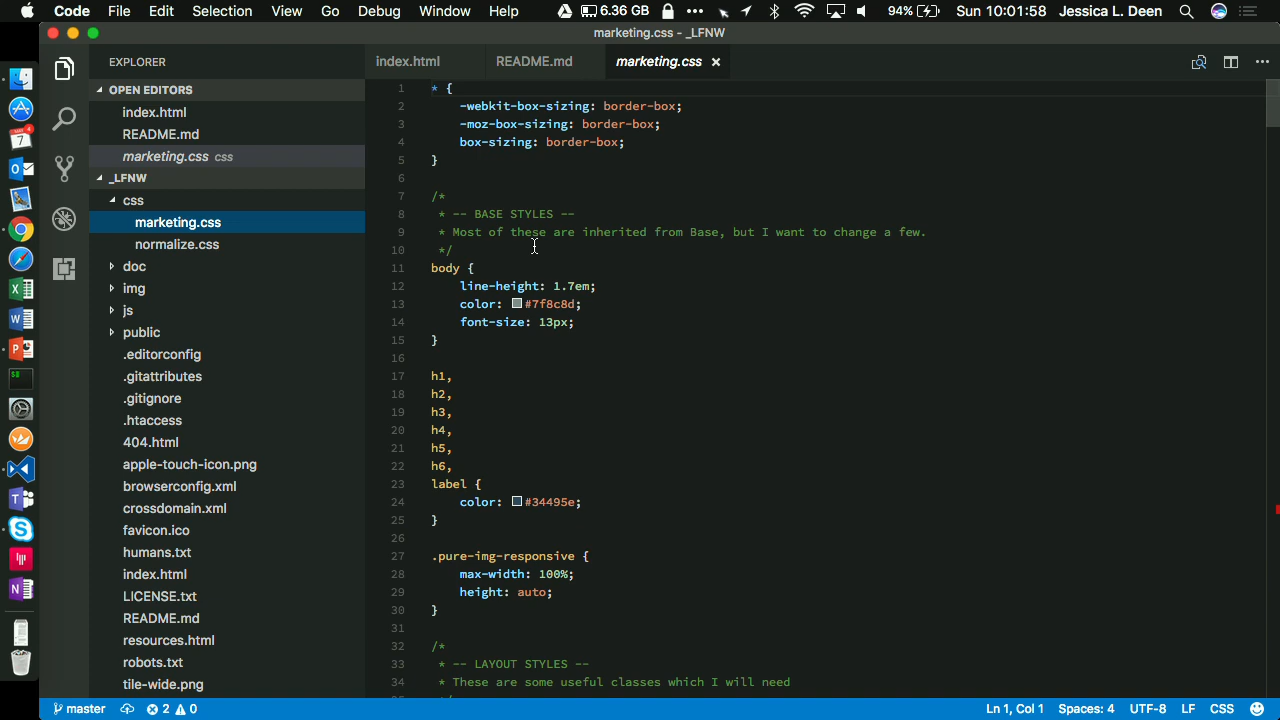 Code File Edit Selection View Go Debug Window Help 6.36 GB 94% Sun 10:01:58 Jessica L. Deen
marketing.css - _LFNW
EXPLORER
OPEN EDITORS
index.html
README.md
marketing.css css
_LFNW
css
marketing.css
normalize.css
doc
img
js
public
.editorconfig
.gitattributes
.gitignore
.htaccess
404.html
apple-touch-icon.png
browserconfig.xml
crossdomain.xml
favicon.ico
humans.txt
index.html
LICENSE.txt
README.md
resources.html
robots.txt
tile-wide.png
index.html README.md marketing.css
1 * {
2 -webkit-box-sizing: border-box;
3 -moz-box-sizing: border-box;
4 box-sizing: border-box;
5 }
6
7 /*
8 * -- BASE STYLES --
9 * Most of these are inherited from Base, but I want to change a few.
10 */
11 body {
12 line-height: 1.7em;
13 color: #7f8c8d;
14 font-size: 13px;
15 }
16
17 h1,
18 h2,
19 h3,
20 h4,
21 h5,
22 h6,
23 label {
24 color: #34495e;
25 }
26
27 .pure-img-responsive {
28 max-width: 100%;
29 height: auto;
30 }
31
32 /*
33 * -- LAYOUT STYLES --
34 * These are some useful classes which I will need
master 2 0 Ln 1, Col 1 Spaces: 4 UTF-8 LF CSS